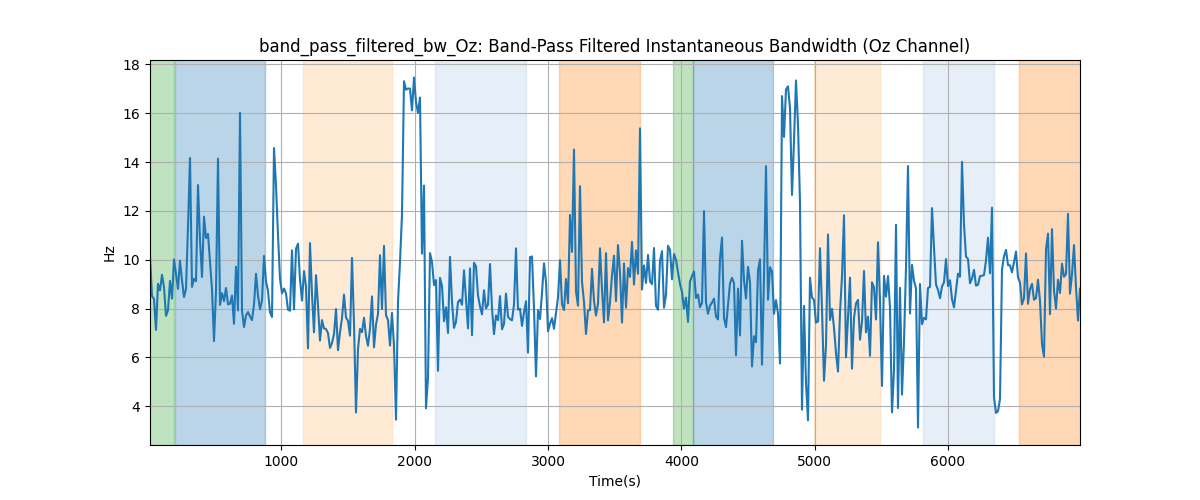 band_pass_filtered_bw_Oz: Band-Pass Filtered Instantaneous Bandwidth (Oz Channel)
18
16
14
12
10
8
6
4
Hz
1000 2000 3000 4000 5000 6000
Time(s)